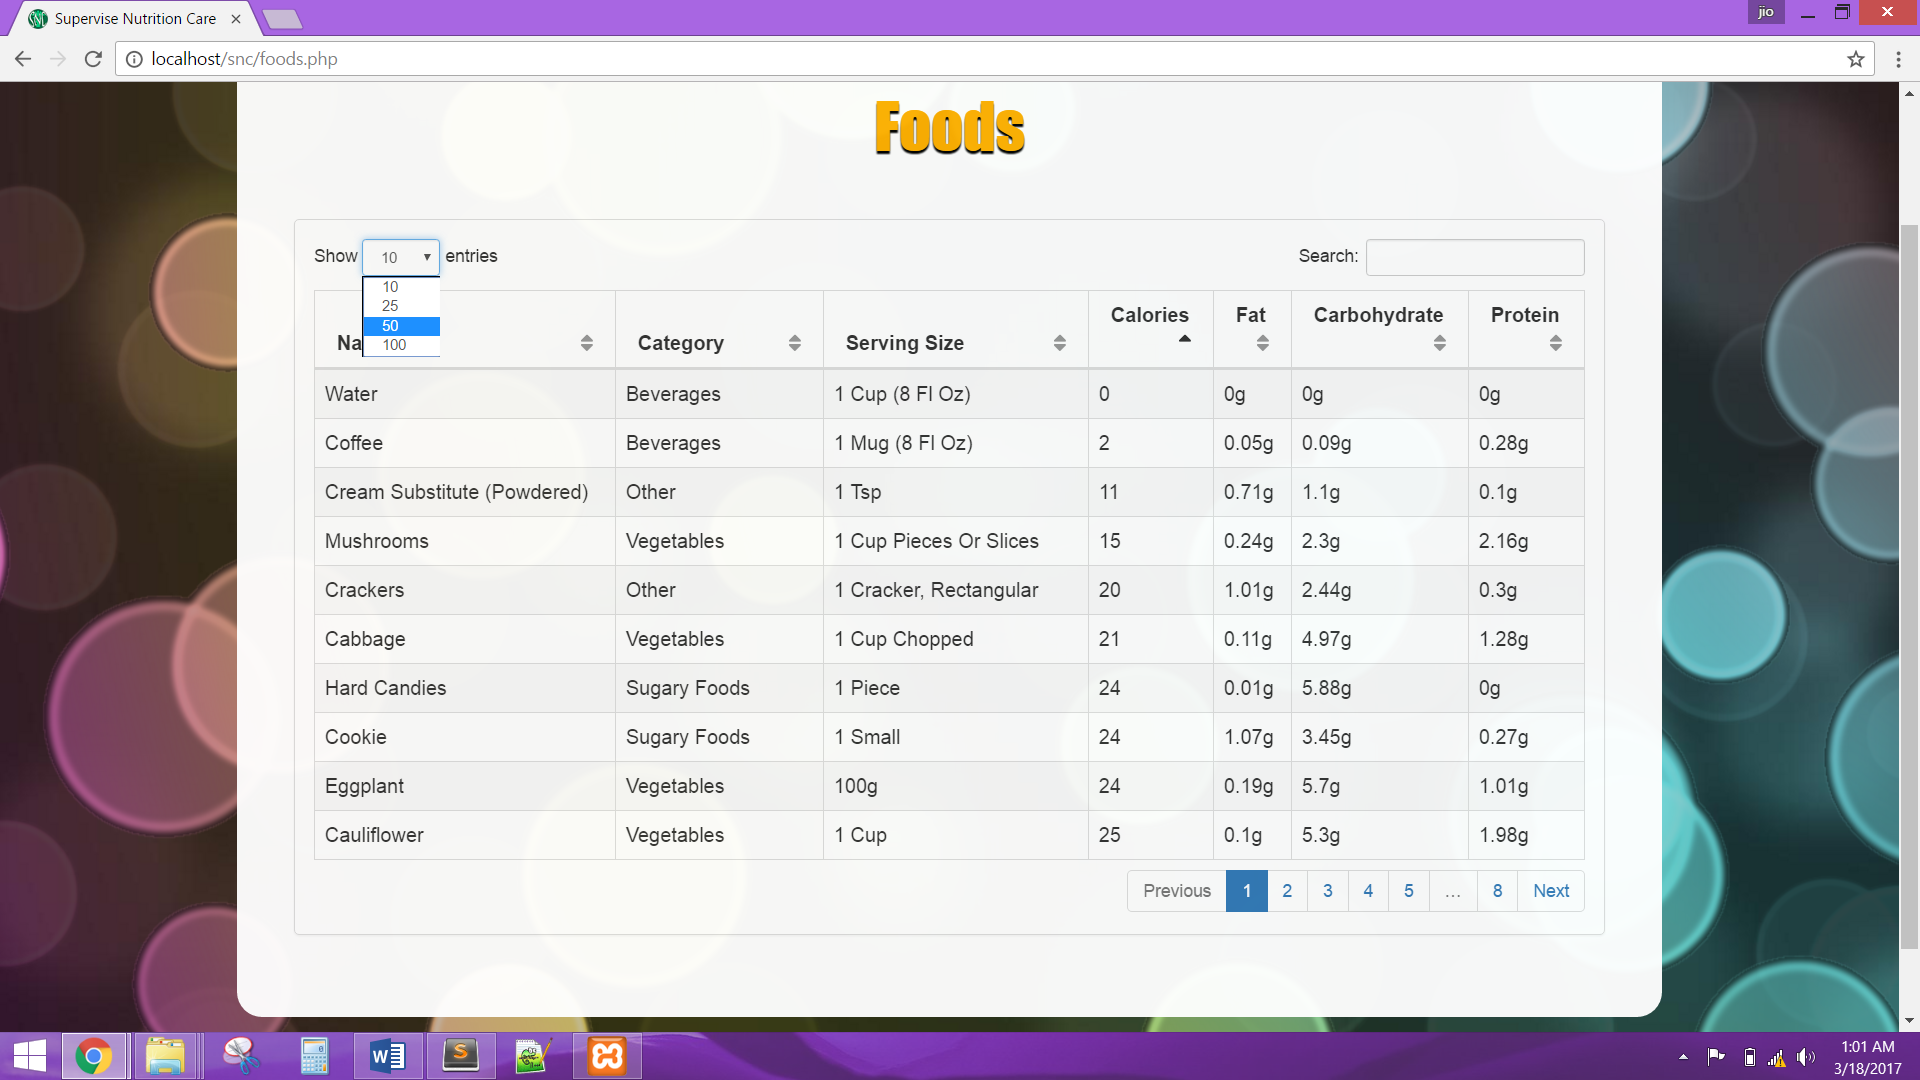 Supervise Nutrition Care
jio
localhost/snc/foods.php
Foods
Show 10 entries
Search:
10
25
50
100
Na Category Serving Size Calories Fat Carbohydrate Protein
Water Beverages 1 Cup (8 Fl Oz) 0 0g 0g 0g
Coffee Beverages 1 Mug (8 Fl Oz) 2 0.05g 0.09g 0.28g
Cream Substitute (Powdered) Other 1 Tsp 11 0.71g 1.1g 0.1g
Mushrooms Vegetables 1 Cup Pieces Or Slices 15 0.24g 2.3g 2.16g
Crackers Other 1 Cracker, Rectangular 20 1.01g 2.44g 0.3g
Cabbage Vegetables 1 Cup Chopped 21 0.11g 4.97g 1.28g
Hard Candies Sugary Foods 1 Piece 24 0.01g 5.88g 0g
Cookie Sugary Foods 1 Small 24 1.07g 3.45g 0.27g
Eggplant Vegetables 100g 24 0.19g 5.7g 1.01g
Cauliflower Vegetables 1 Cup 25 0.1g 5.3g 1.98g
Previous 1 2 3 4 5 … 8 Next
1:01 AM
3/18/2017